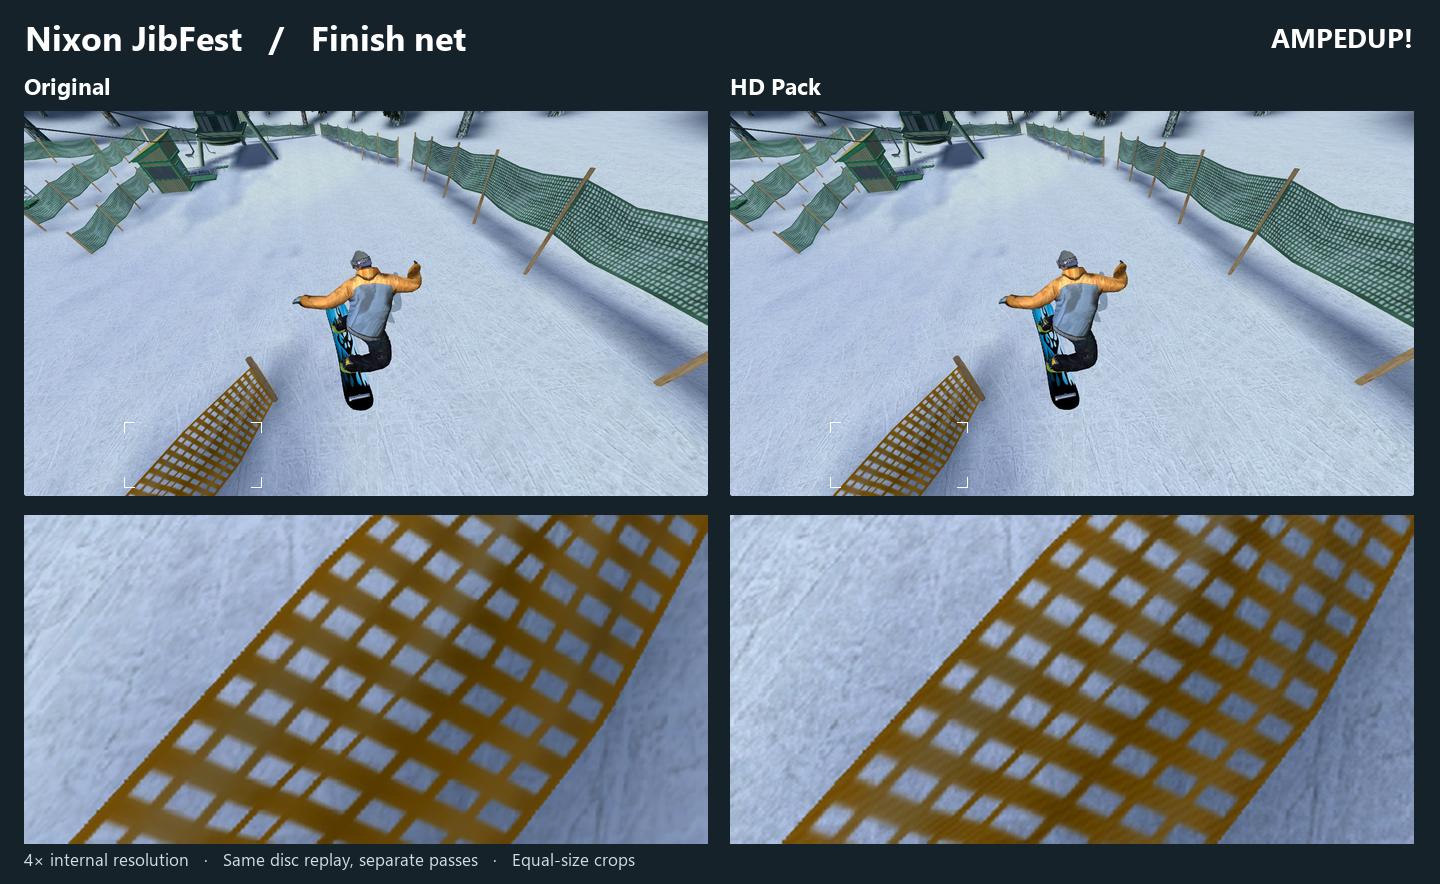 Nixon JibFest / Finish net
AMPEDUP!
Original
HD Pack
4× internal resolution · Same disc replay, separate passes · Equal-size crops